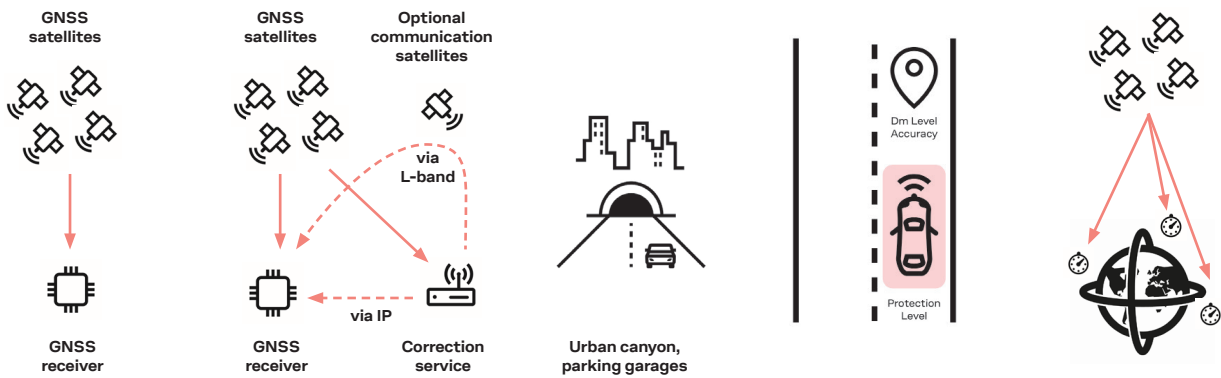 GNSS
satellites
GNSS
receiver
GNSS
satellites
Optional
communication
satellites
via
L-band
via IP
GNSS
receiver
Correction
service
Urban canyon,
parking garages
Dm Level
Accuracy
Protection
Level